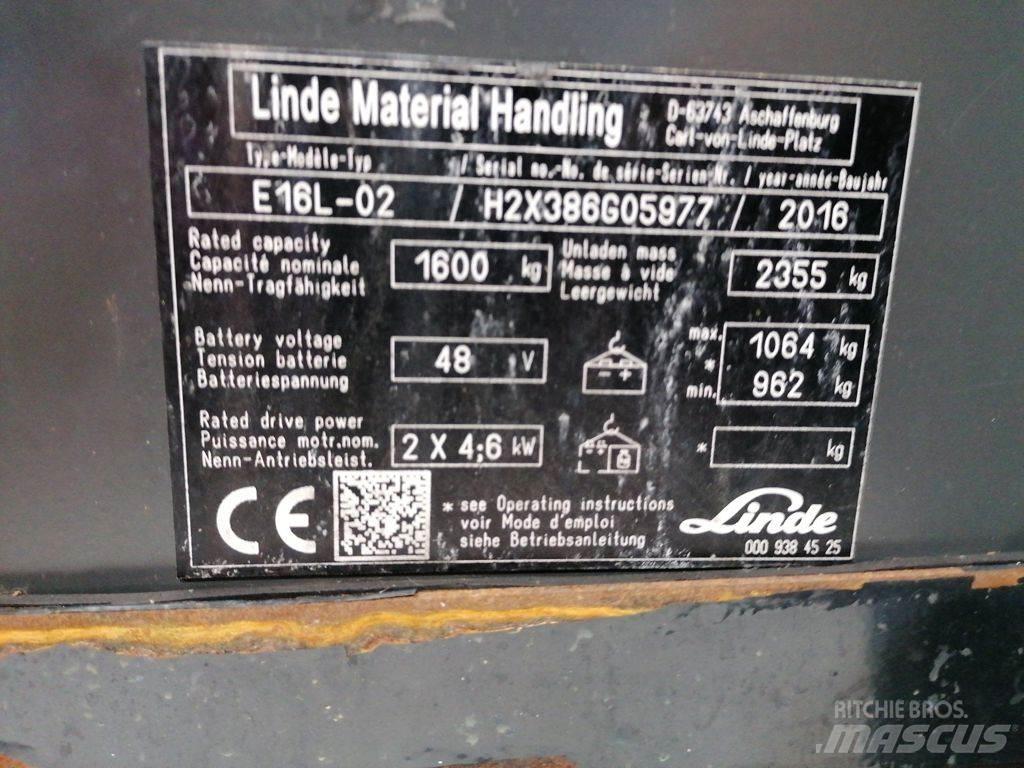 Linde Material Handling
D-63743 Aschaffenburg
Carl-von-Linde-Platz
Type-Modèle-Typ / Serial no.-No. de série-Serien-Nr. / year-année-Baujahr
E16L-02 / H2X386G05977 / 2016
Rated capacity
Capacité nominale
Nenn-Tragfähigkeit
1600 kg
Unladen mass
Masse à vide
Leergewicht
2355 kg
Battery voltage
Tension batterie
Batteriespannung
48 V
- +
max. 1064 kg
*
min. 962 kg
Rated drive power
Puissance motr.nom.
Nenn-Antriebsleist.
2 X 4;6 kW
* kg
CE
* see Operating instructions
voir Mode d'emploi
siehe Betriebsanleitung
Linde
000 938 45 25
RITCHIE BROS.
MASCUS